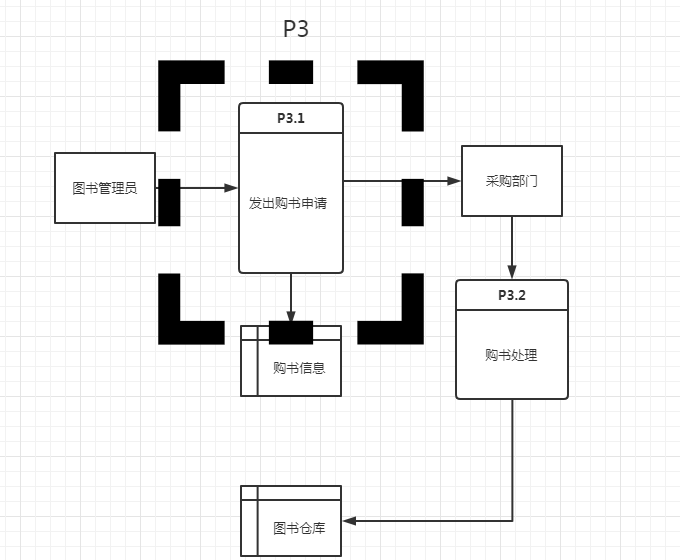 P3
P3.1
图书管理员
发出购书申请
采购部门
P3.2
购书处理
购书信息
图书仓库